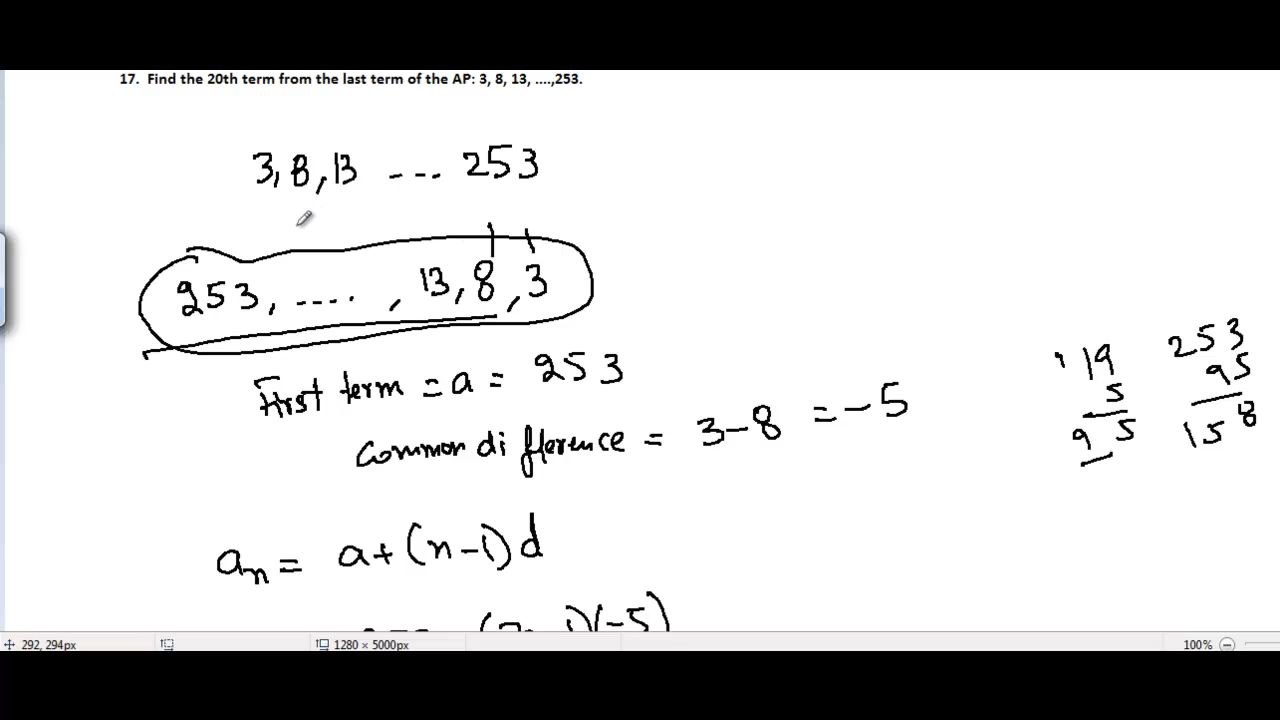 17. Find the 20th term from the last term of the AP: 3, 8, 13, ....,253.
3, 8, 13 --- 253
253, ...., 13, 8, 3
First term = a = 253
Common difference = 3-8 = -5
a_n = a+(n-1)d
(-5)
19
5
95
253
95
158
292, 294px
1280 × 5000px
100%